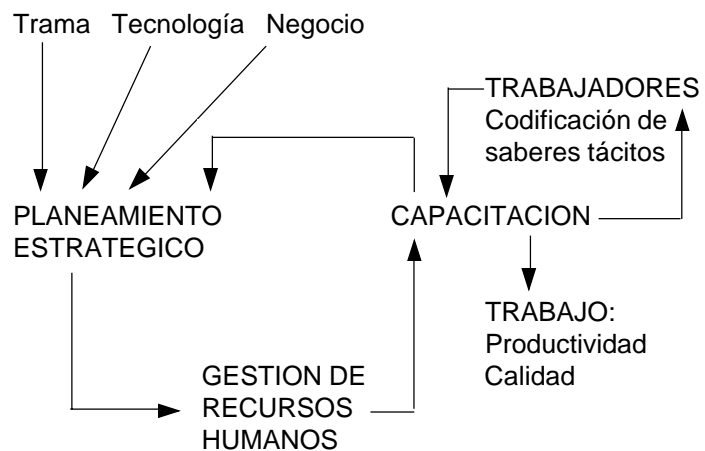 Trama Tecnología Negocio
TRABAJADORES
Codificación de
saberes tácitos
PLANEAMIENTO
ESTRATEGICO
CAPACITACION
TRABAJO:
Productividad
Calidad
GESTION DE
RECURSOS
HUMANOS